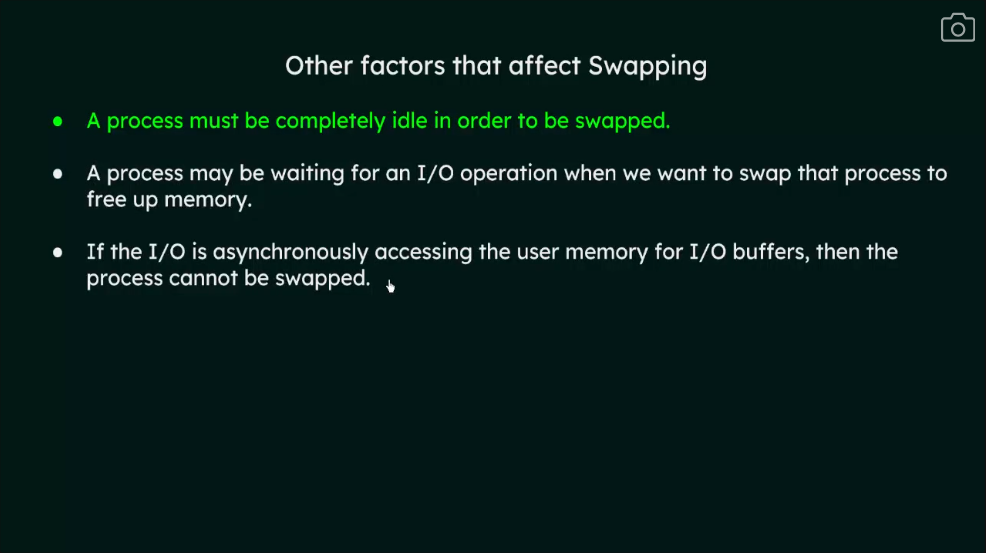 Other factors that affect Swapping
● A process must be completely idle in order to be swapped.
● A process may be waiting for an I/O operation when we want to swap that process to
free up memory.
● If the I/O is asynchronously accessing the user memory for I/O buffers, then the
process cannot be swapped.